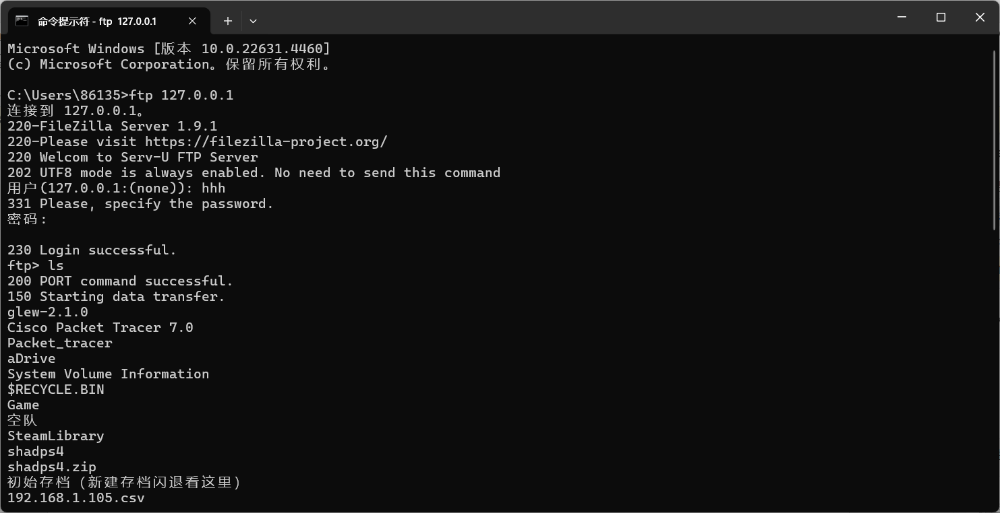 命令提示符 - ftp 127.0.0.1
Microsoft Windows [版本 10.0.22631.4460]
(c) Microsoft Corporation。保留所有权利。
C:\Users\86135>ftp 127.0.0.1
连接到 127.0.0.1。
220-FileZilla Server 1.9.1
220-Please visit https://filezilla-project.org/
220 Welcom to Serv-U FTP Server
202 UTF8 mode is always enabled. No need to send this command
用户(127.0.0.1:(none)): hhh
331 Please, specify the password.
密码:
230 Login successful.
ftp> ls
200 PORT command successful.
150 Starting data transfer.
glew-2.1.0
Cisco Packet Tracer 7.0
Packet_tracer
aDrive
System Volume Information
$RECYCLE.BIN
Game
空队
SteamLibrary
shadps4
shadps4.zip
初始存档（新建存档闪退看这里）
192.168.1.105.csv